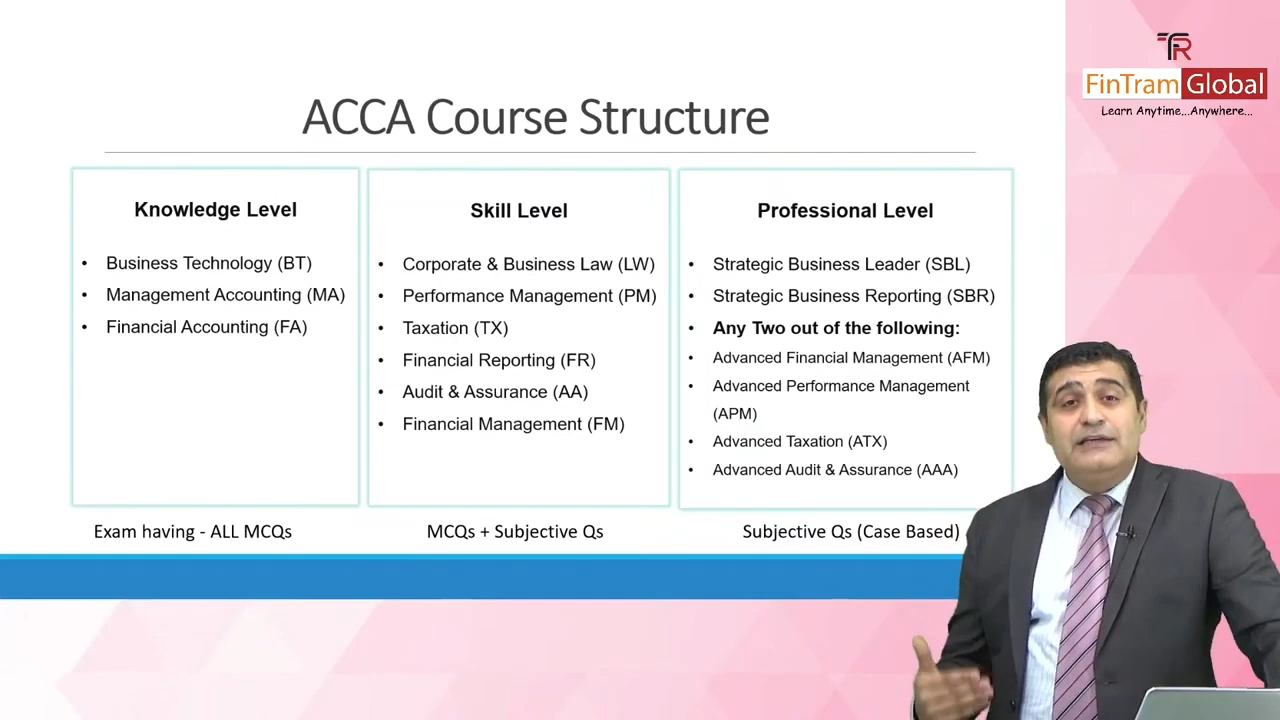 TR
FinTram Global
Learn Anytime...Anywhere...
ACCA Course Structure
Knowledge Level
• Business Technology (BT)
• Management Accounting (MA)
• Financial Accounting (FA)
Exam having - ALL MCQs
Skill Level
• Corporate & Business Law (LW)
• Performance Management (PM)
• Taxation (TX)
• Financial Reporting (FR)
• Audit & Assurance (AA)
• Financial Management (FM)
MCQs + Subjective Qs
Professional Level
• Strategic Business Leader (SBL)
• Strategic Business Reporting (SBR)
• Any Two out of the following:
• Advanced Financial Management (AFM)
• Advanced Performance Management
(APM)
• Advanced Taxation (ATX)
• Advanced Audit & Assurance (AAA)
Subjective Qs (Case Based)